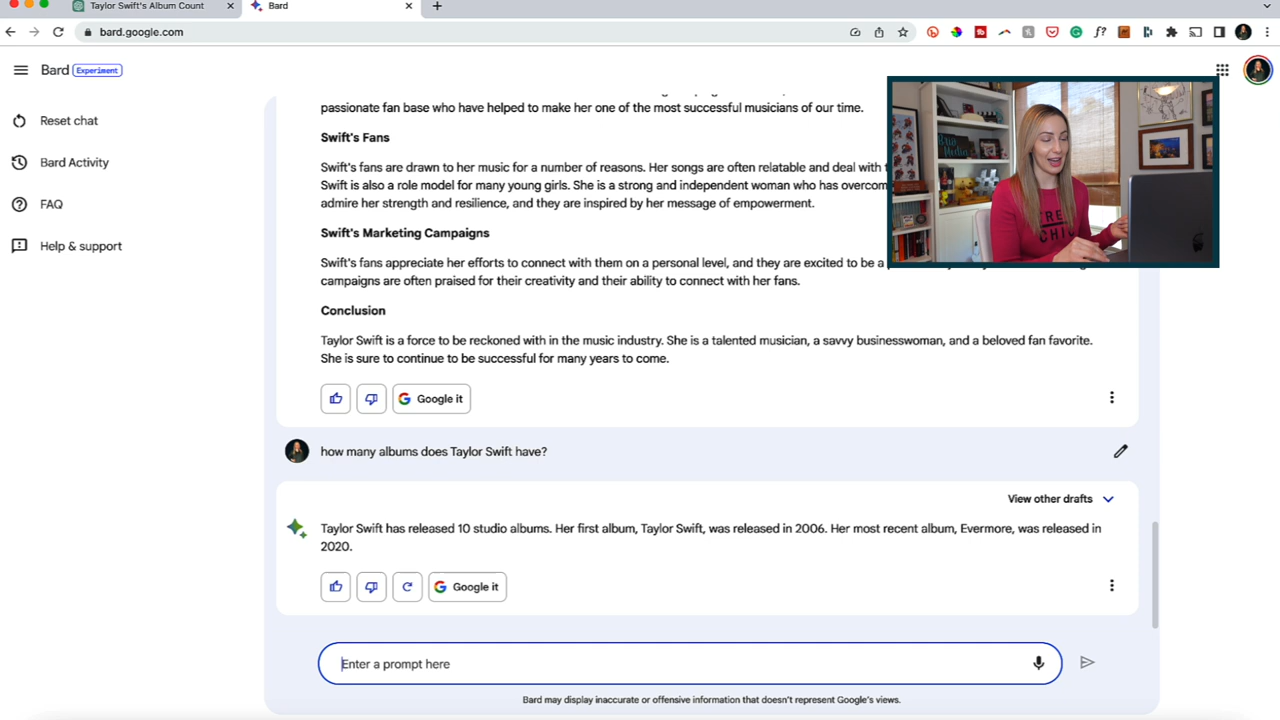 Taylor Swift's Album Count
Bard
bard.google.com
Bard Experiment
Reset chat
Bard Activity
FAQ
Help & support
passionate fan base who have helped to make her one of the most successful musicians of our time.
Swift's Fans
Swift's fans are drawn to her music for a number of reasons. Her songs are often relatable and deal with
Swift is also a role model for many young girls. She is a strong and independent woman who has
admire her strength and resilience, and they are inspired by her message of empowerment.
Swift's Marketing Campaigns
Swift's fans appreciate her efforts to connect with them on a personal level, and they are excited to be a
campaigns are often praised for their creativity and their ability to connect with her fans.
Conclusion
Taylor Swift is a force to be reckoned with in the music industry. She is a talented musician, a savvy businesswoman, and a beloved fan favorite.
She is sure to continue to be successful for many years to come.
Google it
how many albums does Taylor Swift have?
View other drafts
Taylor Swift has released 10 studio albums. Her first album, Taylor Swift, was released in 2006. Her most recent album, Evermore, was released in
2020.
Google it
Enter a prompt here
Bard may display inaccurate or offensive information that doesn't represent Google's views.